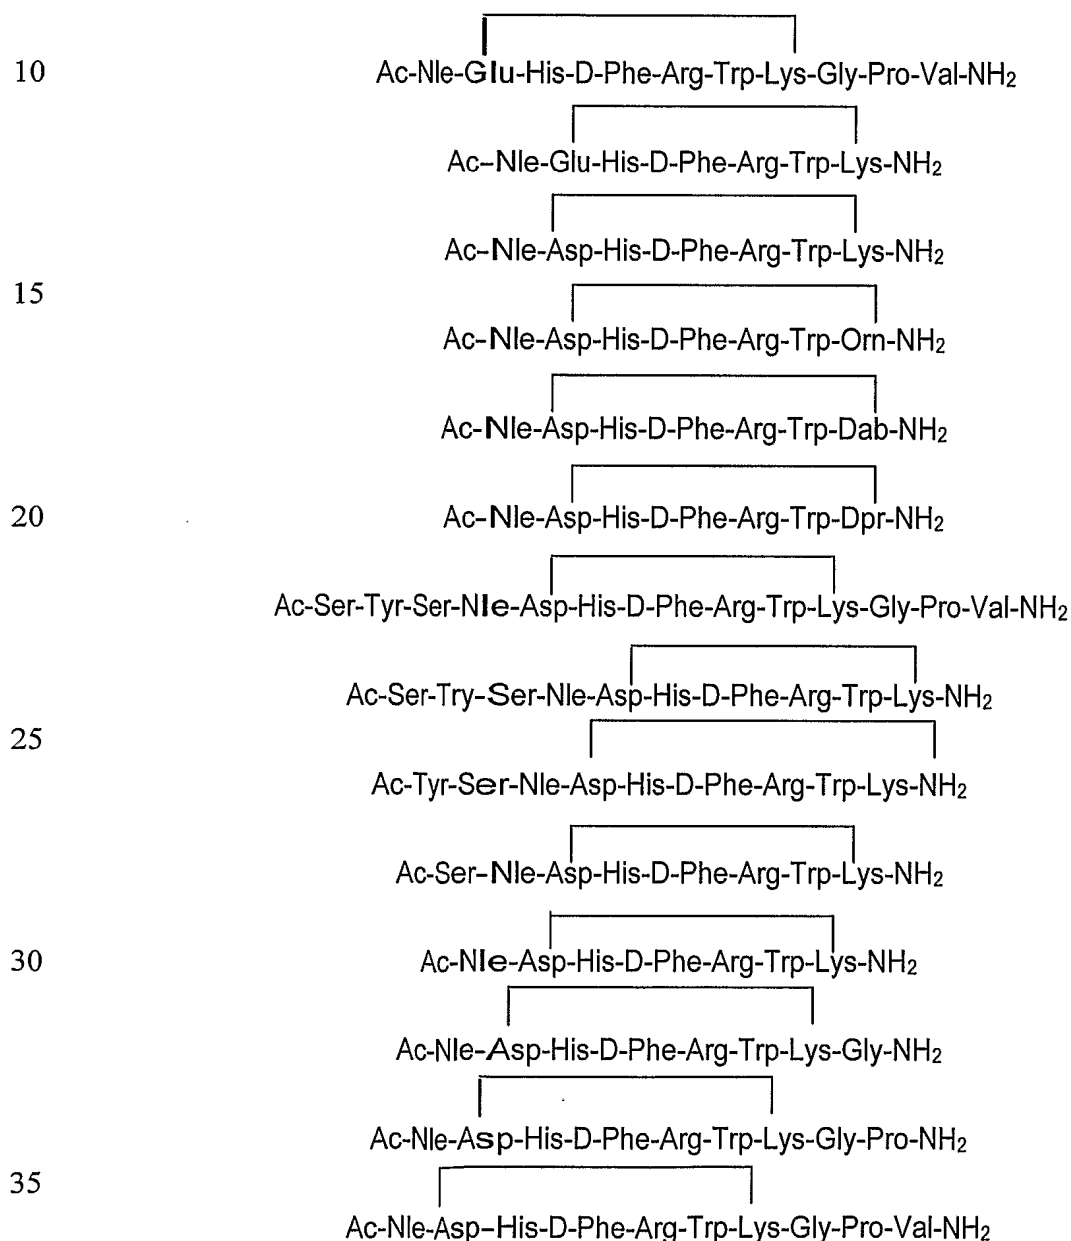 10 Ac-Nle-Glu-His-D-Phe-Arg-Trp-Lys-Gly-Pro-Val-NH2
Ac-Nle-Glu-His-D-Phe-Arg-Trp-Lys-NH2
Ac-Nle-Asp-His-D-Phe-Arg-Trp-Lys-NH2
15
Ac-Nle-Asp-His-D-Phe-Arg-Trp-Orn-NH2
Ac-Nle-Asp-His-D-Phe-Arg-Trp-Dab-NH2
20 Ac-Nle-Asp-His-D-Phe-Arg-Trp-Dpr-NH2
Ac-Ser-Tyr-Ser-Nle-Asp-His-D-Phe-Arg-Trp-Lys-Gly-Pro-Val-NH2
Ac-Ser-Try-Ser-Nle-Asp-His-D-Phe-Arg-Trp-Lys-NH2
25
Ac-Tyr-Ser-Nle-Asp-His-D-Phe-Arg-Trp-Lys-NH2
Ac-Ser-Nle-Asp-His-D-Phe-Arg-Trp-Lys-NH2
30 Ac-Nle-Asp-His-D-Phe-Arg-Trp-Lys-NH2
Ac-Nle-Asp-His-D-Phe-Arg-Trp-Lys-Gly-NH2
Ac-Nle-Asp-His-D-Phe-Arg-Trp-Lys-Gly-Pro-NH2
35
Ac-Nle-Asp-His-D-Phe-Arg-Trp-Lys-Gly-Pro-Val-NH2